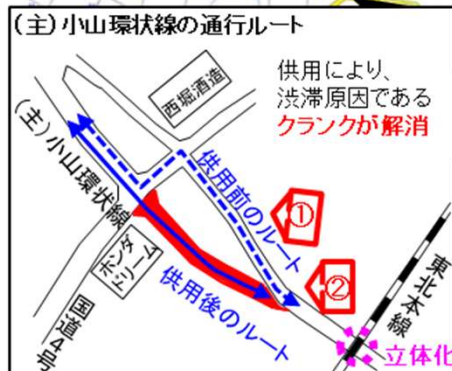 (主)小山環状線の通行ルート
西堀酒造
供用により、
渋滞原因である
クランクが解消
(主)小山環状線
供用前のルート
①
ホンダ
ドリーム
供用後のルート
②
国道4号
東北本線
立体化